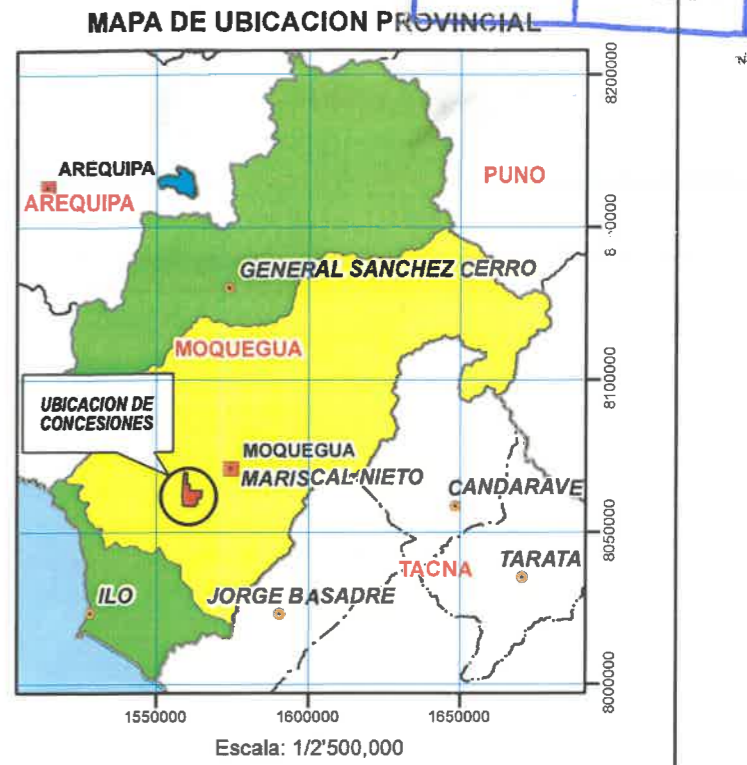 MAPA DE UBICACION PROVINCIAL
8200000
AREQUIPA
AREQUIPA
PUNO
GENERAL SANCHEZ CERRO
MOQUEGUA
8100000
UBICACION DE
CONCESIONES
MOQUEGUA
MARISCAL NIETO
CANDARAVE
8050000
TACNA
TARATA
ILO
JORGE BASADRE
8000000
1550000
1600000
1650000
Escala: 1/2'500,000